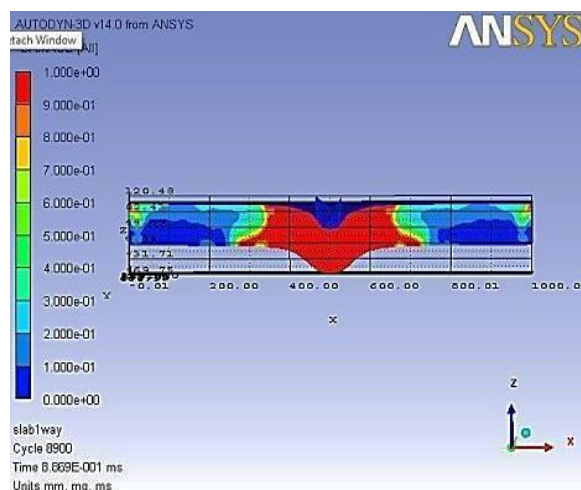 AUTODYN-3D v14.0 from ANSYS
etach Window
[All]
ANSYS
1.000e+00
9.000e-01
8.000e-01
7.000e-01
6.000e-01
5.000e-01
4.000e-01
3.000e-01
2.000e-01
1.000e-01
0.000e+00
120.48
Y
-0.01 200.00 400.00 600.00 800.01 1000.0
X
Z
X
slab1way
Cycle 8900
Time 8.869E-001 ms
Units mm, mg, ms